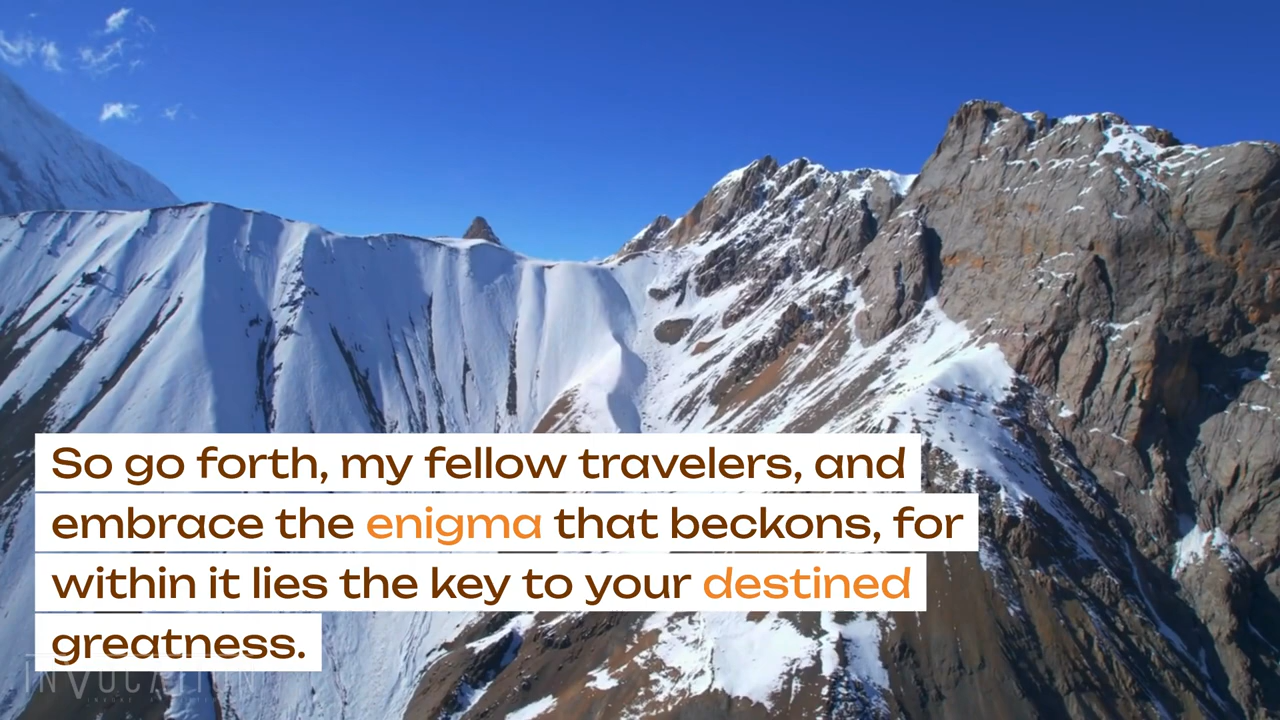 So go forth, my fellow travelers, and
embrace the enigma that beckons, for
within it lies the key to your destined
greatness.
INVOCATION